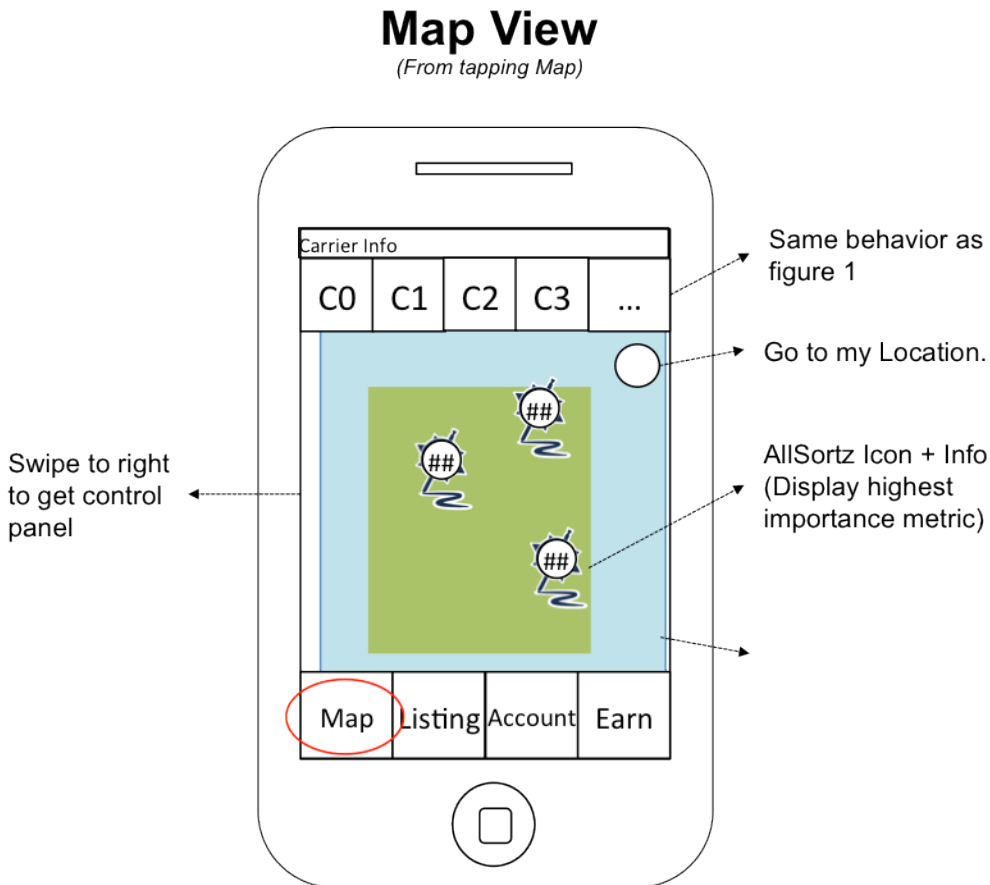 Map View
(From tapping Map)
Carrier Info
C0 C1 C2 C3 ...
Same behavior as
figure 1
Go to my Location.
##
##
##
AllSortz Icon + Info
(Display highest
importance metric)
Swipe to right
to get control
panel
Map Listing Account Earn